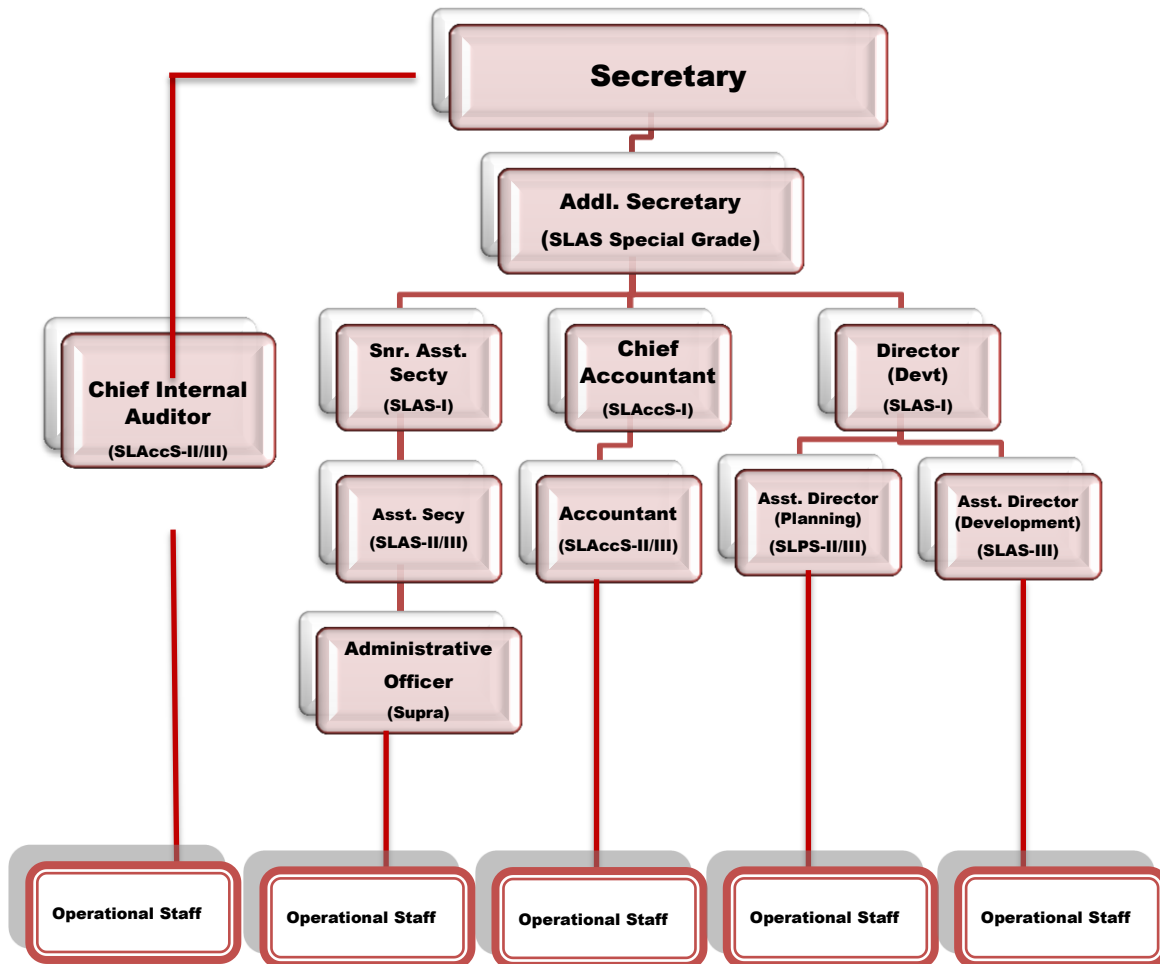 Secretary
Addl. Secretary
(SLAS Special Grade)
Chief Internal
Auditor
(SLAccS-II/III)
Snr. Asst.
Secty
(SLAS-I)
Chief
Accountant
(SLAccS-I)
Director
(Devt)
(SLAS-I)
Asst. Secy
(SLAS-II/III)
Accountant
(SLAccS-II/III)
Asst. Director
(Planning)
(SLPS-II/III)
Asst. Director
(Development)
(SLAS-III)
Administrative
Officer
(Supra)
Operational Staff
Operational Staff
Operational Staff
Operational Staff
Operational Staff